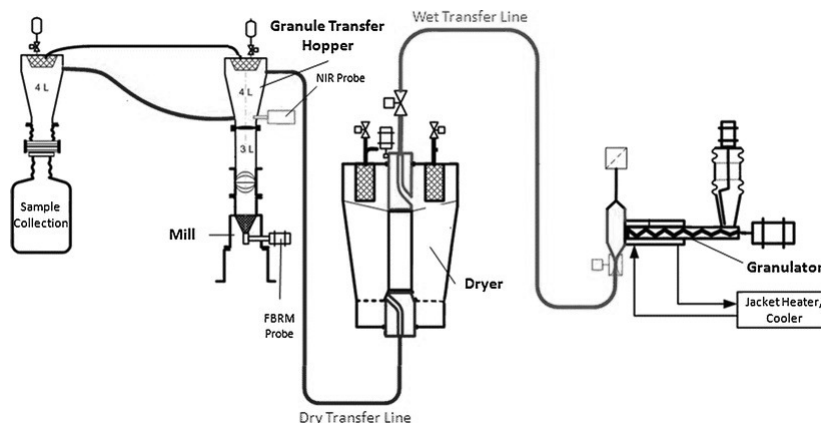 Wet Transfer Line
Granule Transfer
Hopper
NIR Probe
4 L
4 L
3 L
Sample
Collection
Mill
FBRM
Probe
Dryer
Granulator
Jacket Heater/
Cooler
Dry Transfer Line